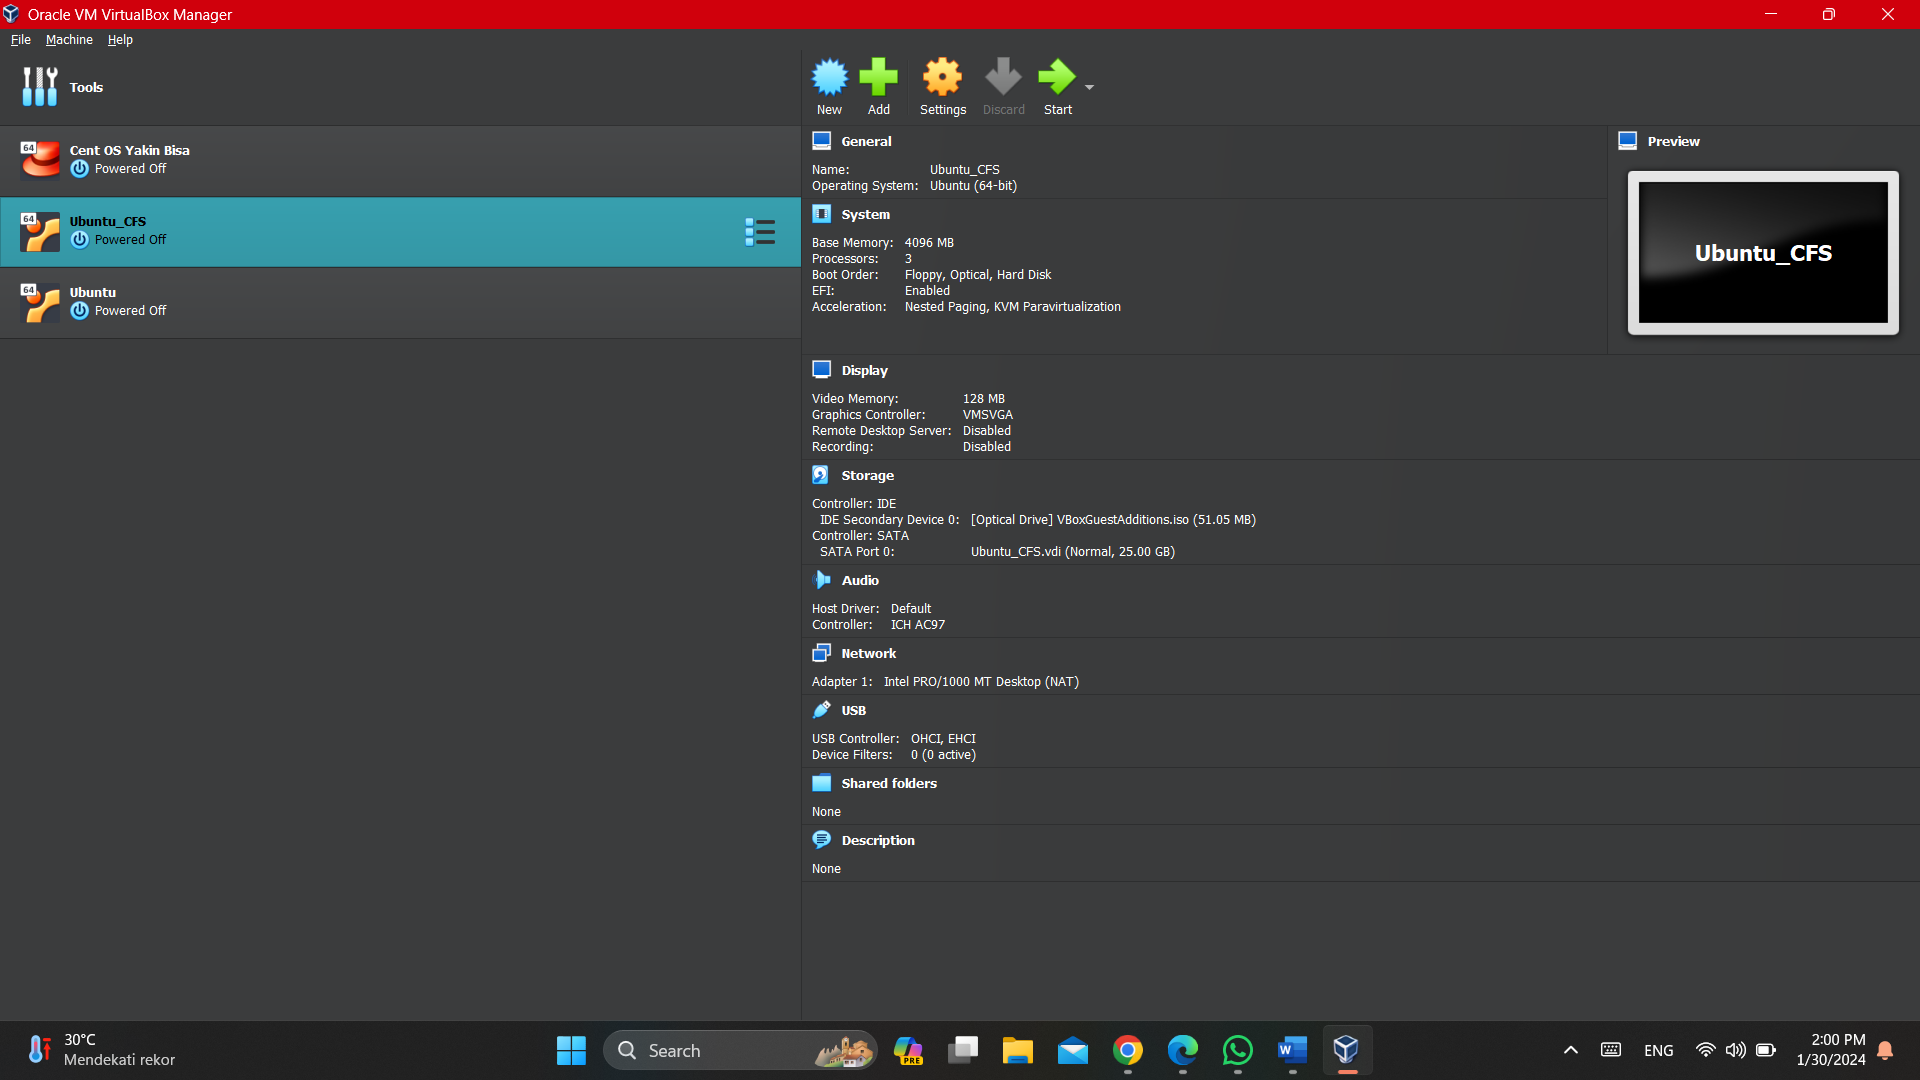 Oracle VM VirtualBox Manager
File Machine Help
Tools
64
Cent OS Yakin Bisa
Powered Off
64
Ubuntu_CFS
Powered Off
64
Ubuntu
Powered Off
New Add Settings Discard Start
General
Name: Ubuntu_CFS
Operating System: Ubuntu (64-bit)
System
Base Memory: 4096 MB
Processors: 3
Boot Order: Floppy, Optical, Hard Disk
EFI: Enabled
Acceleration: Nested Paging, KVM Paravirtualization
Preview
Ubuntu_CFS
Display
Video Memory: 128 MB
Graphics Controller: VMSVGA
Remote Desktop Server: Disabled
Recording: Disabled
Storage
Controller: IDE
IDE Secondary Device 0: [Optical Drive] VBoxGuestAdditions.iso (51.05 MB)
Controller: SATA
SATA Port 0: Ubuntu_CFS.vdi (Normal, 25.00 GB)
Audio
Host Driver: Default
Controller: ICH AC97
Network
Adapter 1: Intel PRO/1000 MT Desktop (NAT)
USB
USB Controller: OHCI, EHCI
Device Filters: 0 (0 active)
Shared folders
None
Description
None
30°C
Mendekati rekor
Search
PRE
W
ENG
2:00 PM
1/30/2024